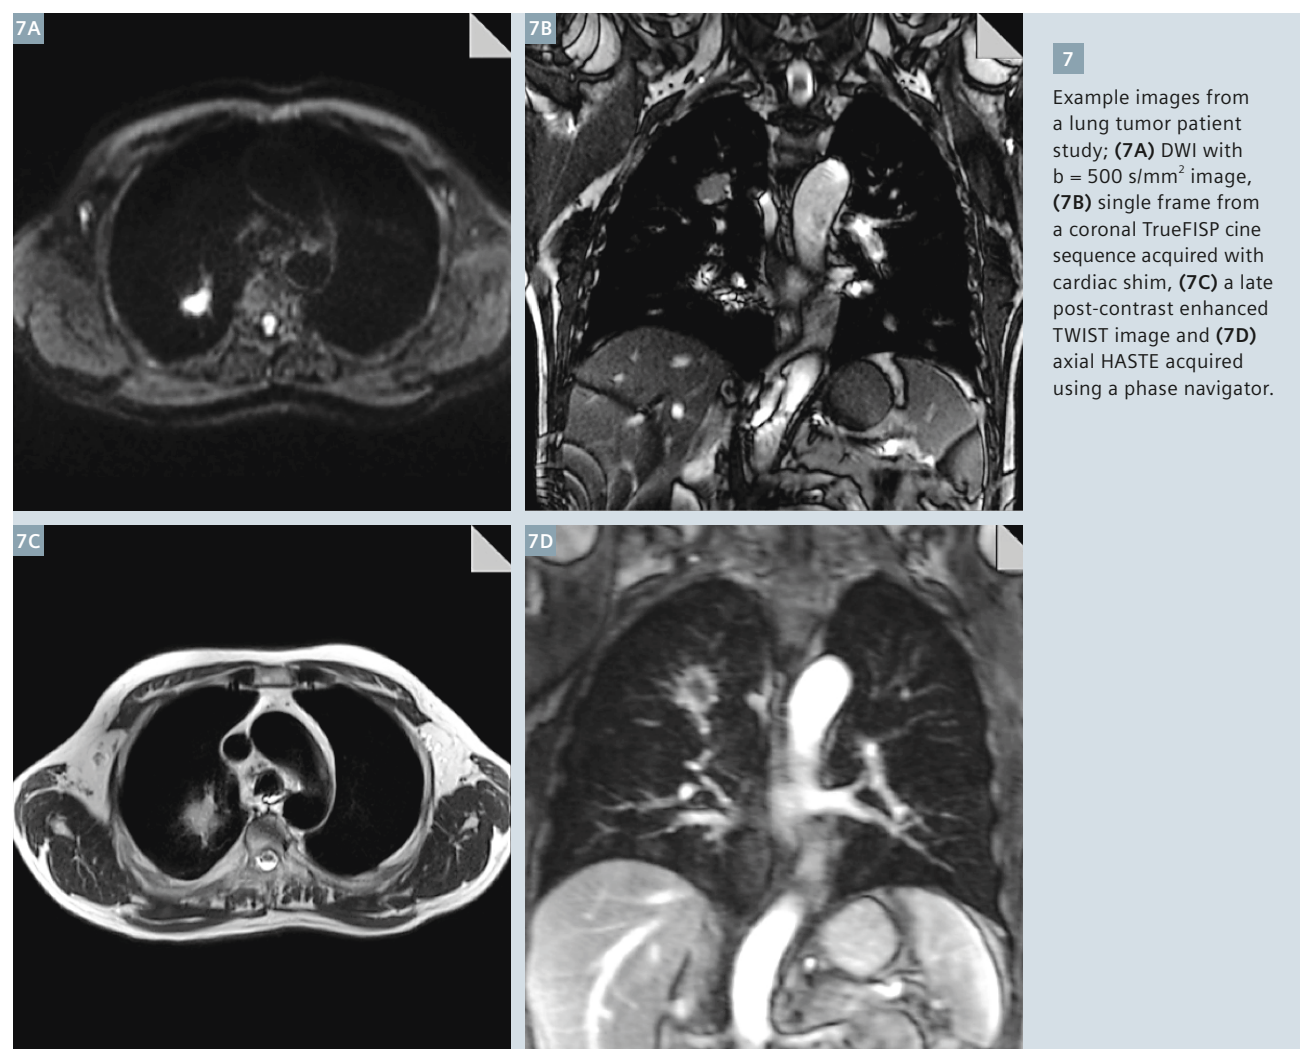 7A
7B
7
Example images from
a lung tumor patient
study; (7A) DWI with
b = 500 s/mm² image,
(7B) single frame from
a coronal TrueFISP cine
sequence acquired with
cardiac shim, (7C) a late
post-contrast enhanced
TWIST image and (7D)
axial HASTE acquired
using a phase navigator.
7C
7D